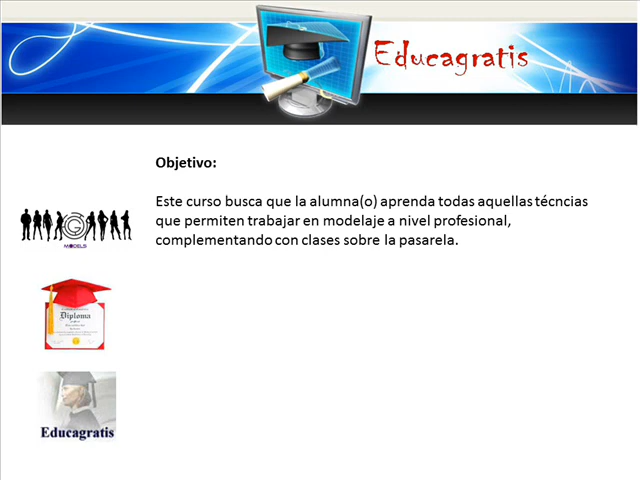 Educagratis
Objetivo:
Este curso busca que la alumna(o) aprenda todas aquellas técncias
que permiten trabajar en modelaje a nivel profesional,
complementando con clases sobre la pasarela.
MODELS
Diploma
Educagratis